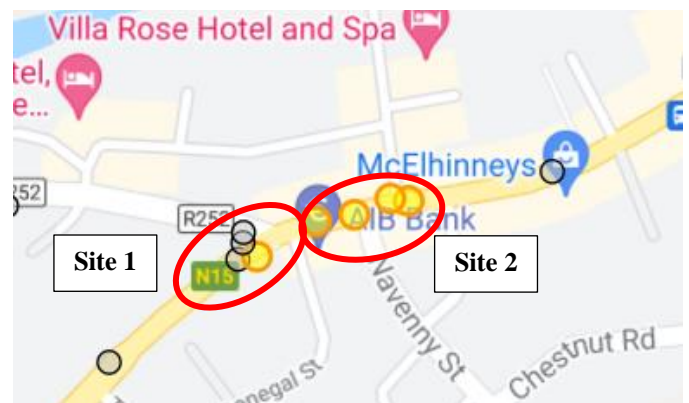 Villa Rose Hotel and Spa
tel,
e...
McElhinneys
252
R252
AIB Bank
Site 1
Site 2
N15
Navenny St
Chestnut Rd
negal St